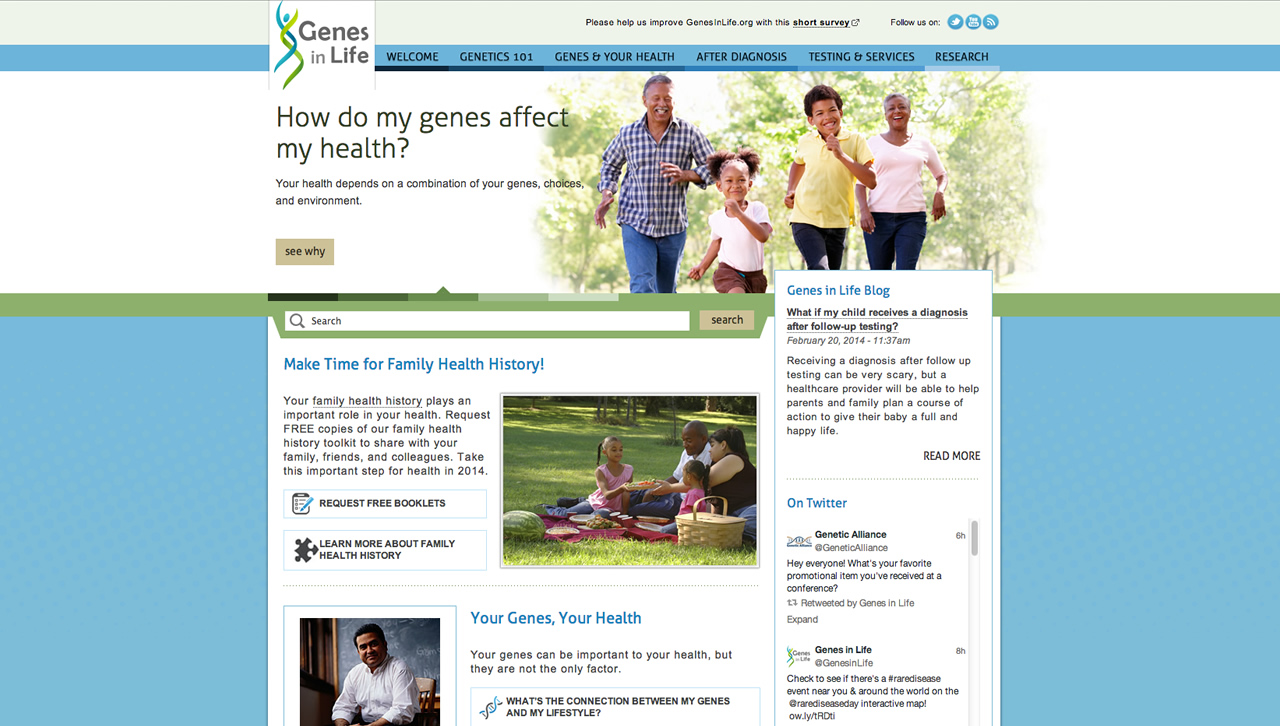 Genes
in Life
Please help us improve GenesInLife.org with this short survey
Follow us on:
You
Tube
WELCOME
GENETICS 101
GENES & YOUR HEALTH
AFTER DIAGNOSIS
TESTING & SERVICES
RESEARCH
How do my genes affect
my health?
Your health depends on a combination of your genes, choices,
and environment.
see why
Search
search
Make Time for Family Health History!
Your family health history plays an
important role in your health. Request
FREE copies of our family health
history toolkit to share with your
family, friends, and colleagues. Take
this important step for health in 2014.
REQUEST FREE BOOKLETS
LEARN MORE ABOUT FAMILY
HEALTH HISTORY
Your Genes, Your Health
Your genes can be important to your health, but
they are not the only factor.
WHAT'S THE CONNECTION BETWEEN MY GENES
AND MY LIFESTYLE?
Genes in Life Blog
What if my child receives a diagnosis
after follow-up testing?
February 20, 2014 - 11:37am
Receiving a diagnosis after follow up
testing can be very scary, but a
healthcare provider will be able to help
parents and family plan a course of
action to give their baby a full and
happy life.
READ MORE
On Twitter
Genetic Alliance
6h
@GeneticAlliance
Hey everyone! What's your favorite
promotional item you've received at a
conference?
Retweeted by Genes in Life
Expand
Genes
in Life
Genes in Life
8h
@GenesinLife
Check to see if there's a #raredisease
event near you & around the world on the
@rarediseaseday interactive map!
ow.ly/tRDti